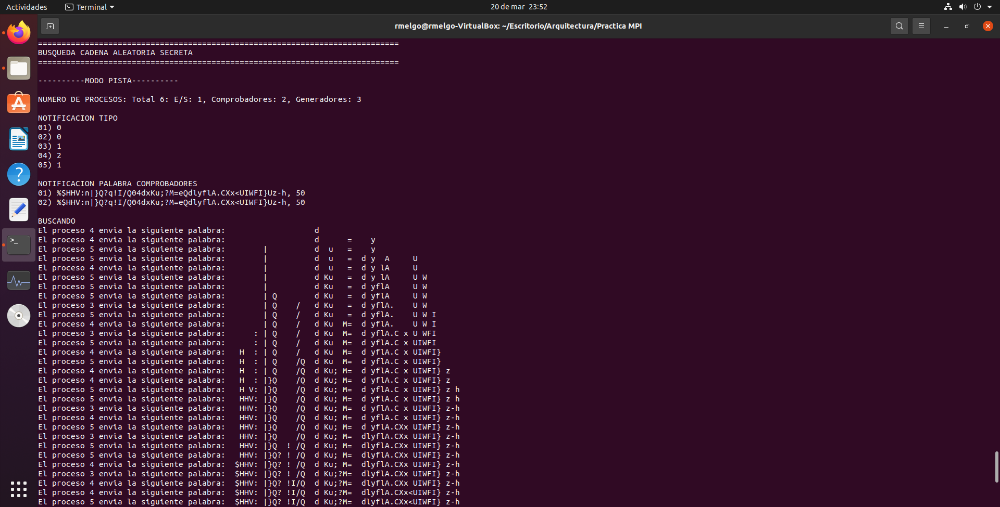 Actividades
Terminal
20 de mar 23:52
rmelgo@rmelgo-VirtualBox: ~/Escritorio/Arquitectura/Practica MPI
=============================================================================
BUSQUEDA CADENA ALEATORIA SECRETA
=============================================================================
----------MODO PISTA----------
NUMERO DE PROCESOS: Total 6: E/S: 1, Comprobadores: 2, Generadores: 3
NOTIFICACION TIPO
01) 0
02) 0
03) 1
04) 2
05) 1
NOTIFICACION PALABRA COMPROBADORES
01) %$HHV:n|}Q?q!I/Q04dxKu;?M=eQdlyflA.CXx<UIWFI}Uz-h, 50
02) %$HHV:n|}Q?q!I/Q04dxKu;?M=eQdlyflA.CXx<UIWFI}Uz-h, 50
BUSCANDO
El proceso 4 envia la siguiente palabra:                   d
El proceso 4 envia la siguiente palabra:                   d      =    y
El proceso 5 envia la siguiente palabra:        |          d  u   =    y
El proceso 5 envia la siguiente palabra:        |          d  u   =  d y  A     U
El proceso 4 envia la siguiente palabra:        |          d  u   =  d y lA     U
El proceso 5 envia la siguiente palabra:        |          d Ku   =  d y lA     U W
El proceso 5 envia la siguiente palabra:        |          d Ku   =  d yflA     U W
El proceso 5 envia la siguiente palabra:        | Q        d Ku   =  d yflA     U W
El proceso 3 envia la siguiente palabra:        | Q    /   d Ku   =  d yflA.    U W
El proceso 5 envia la siguiente palabra:        | Q    /   d Ku   =  d yflA.    U W I
El proceso 4 envia la siguiente palabra:        | Q    /   d Ku  M=  d yflA.    U W I
El proceso 3 envia la siguiente palabra:      : | Q    /   d Ku  M=  d yflA.C x U WFI
El proceso 5 envia la siguiente palabra:      : | Q    /   d Ku  M=  d yflA.C x UIWFI
El proceso 4 envia la siguiente palabra:   H  : | Q    /   d Ku  M=  d yflA.C x UIWFI}
El proceso 5 envia la siguiente palabra:   H  : | Q    /Q  d Ku  M=  d yflA.C x UIWFI}
El proceso 4 envia la siguiente palabra:   H  : | Q    /Q  d Ku; M=  d yflA.C x UIWFI} z
El proceso 4 envia la siguiente palabra:   H  : |}Q    /Q  d Ku; M=  d yflA.C x UIWFI} z
El proceso 5 envia la siguiente palabra:   H V: |}Q    /Q  d Ku; M=  d yflA.C x UIWFI} z h
El proceso 5 envia la siguiente palabra:   HHV: |}Q    /Q  d Ku; M=  d yflA.C x UIWFI} z h
El proceso 3 envia la siguiente palabra:   HHV: |}Q    /Q  d Ku; M=  d yflA.C x UIWFI} z-h
El proceso 4 envia la siguiente palabra:   HHV: |}Q    /Q  d Ku; M=  d yflA.C x UIWFI} z-h
El proceso 5 envia la siguiente palabra:   HHV: |}Q    /Q  d Ku; M=  d yflA.CXx UIWFI} z-h
El proceso 3 envia la siguiente palabra:   HHV: |}Q    /Q  d Ku; M=  dlyflA.CXx UIWFI} z-h
El proceso 5 envia la siguiente palabra:   HHV: |}Q  ! /Q  d Ku; M=  dlyflA.CXx UIWFI} z-h
El proceso 5 envia la siguiente palabra:   HHV: |}Q? ! /Q  d Ku; M=  dlyflA.CXx UIWFI} z-h
El proceso 4 envia la siguiente palabra:  $HHV: |}Q? ! /Q  d Ku; M=  dlyflA.CXx UIWFI} z-h
El proceso 3 envia la siguiente palabra:  $HHV: |}Q? ! /Q  d Ku;?M=  dlyflA.CXx UIWFI} z-h
El proceso 4 envia la siguiente palabra:  $HHV: |}Q? !I/Q  d Ku;?M=  dlyflA.CXx UIWFI} z-h
El proceso 4 envia la siguiente palabra:  $HHV: |}Q? !I/Q  d Ku;?M=  dlyflA.CXx<UIWFI} z-h
El proceso 5 envia la siguiente palabra:  $HHV: |}Q? !I/Q  d Ku;?M=  dlyflA.CXx<UIWFI} z-h